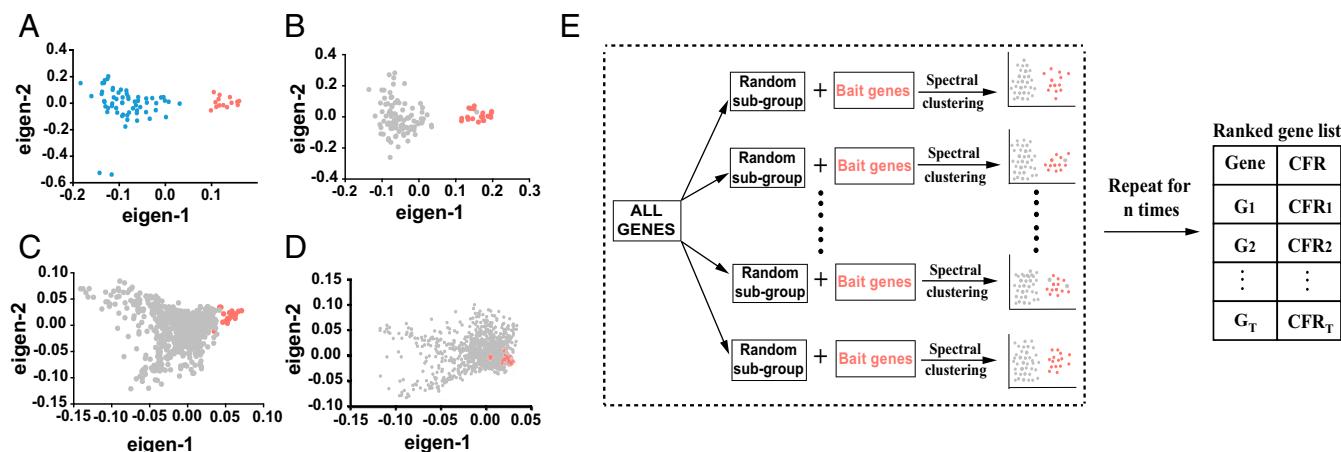 A
0.4
0.2
0.0
-0.2
-0.4
-0.6
-0.2
-0.1
0.0
0.1
eigen-2
eigen-1
B
0.4
0.2
0.0
-0.2
-0.4
-0.2
-0.1
0.0
0.1
0.2
0.3
eigen-2
eigen-1
C
0.10
0.05
0.00
-0.05
-0.10
-0.15
-0.15
-0.10
-0.05
0.00
0.05
0.10
eigen-2
eigen-1
D
0.10
0.05
0.00
-0.05
-0.10
-0.15
-0.10
-0.05
0.00
0.05
eigen-2
eigen-1
E
ALL
GENES
Random
sub-group
+
Bait genes
Spectral
clustering
Random
sub-group
+
Bait genes
Spectral
clustering
Random
sub-group
+
Bait genes
Spectral
clustering
Random
sub-group
+
Bait genes
Spectral
clustering
Repeat for
n times
Ranked gene list
Gene CFR
G1 CFR1
G2 CFR2
⋮ ⋮
GT CFRT